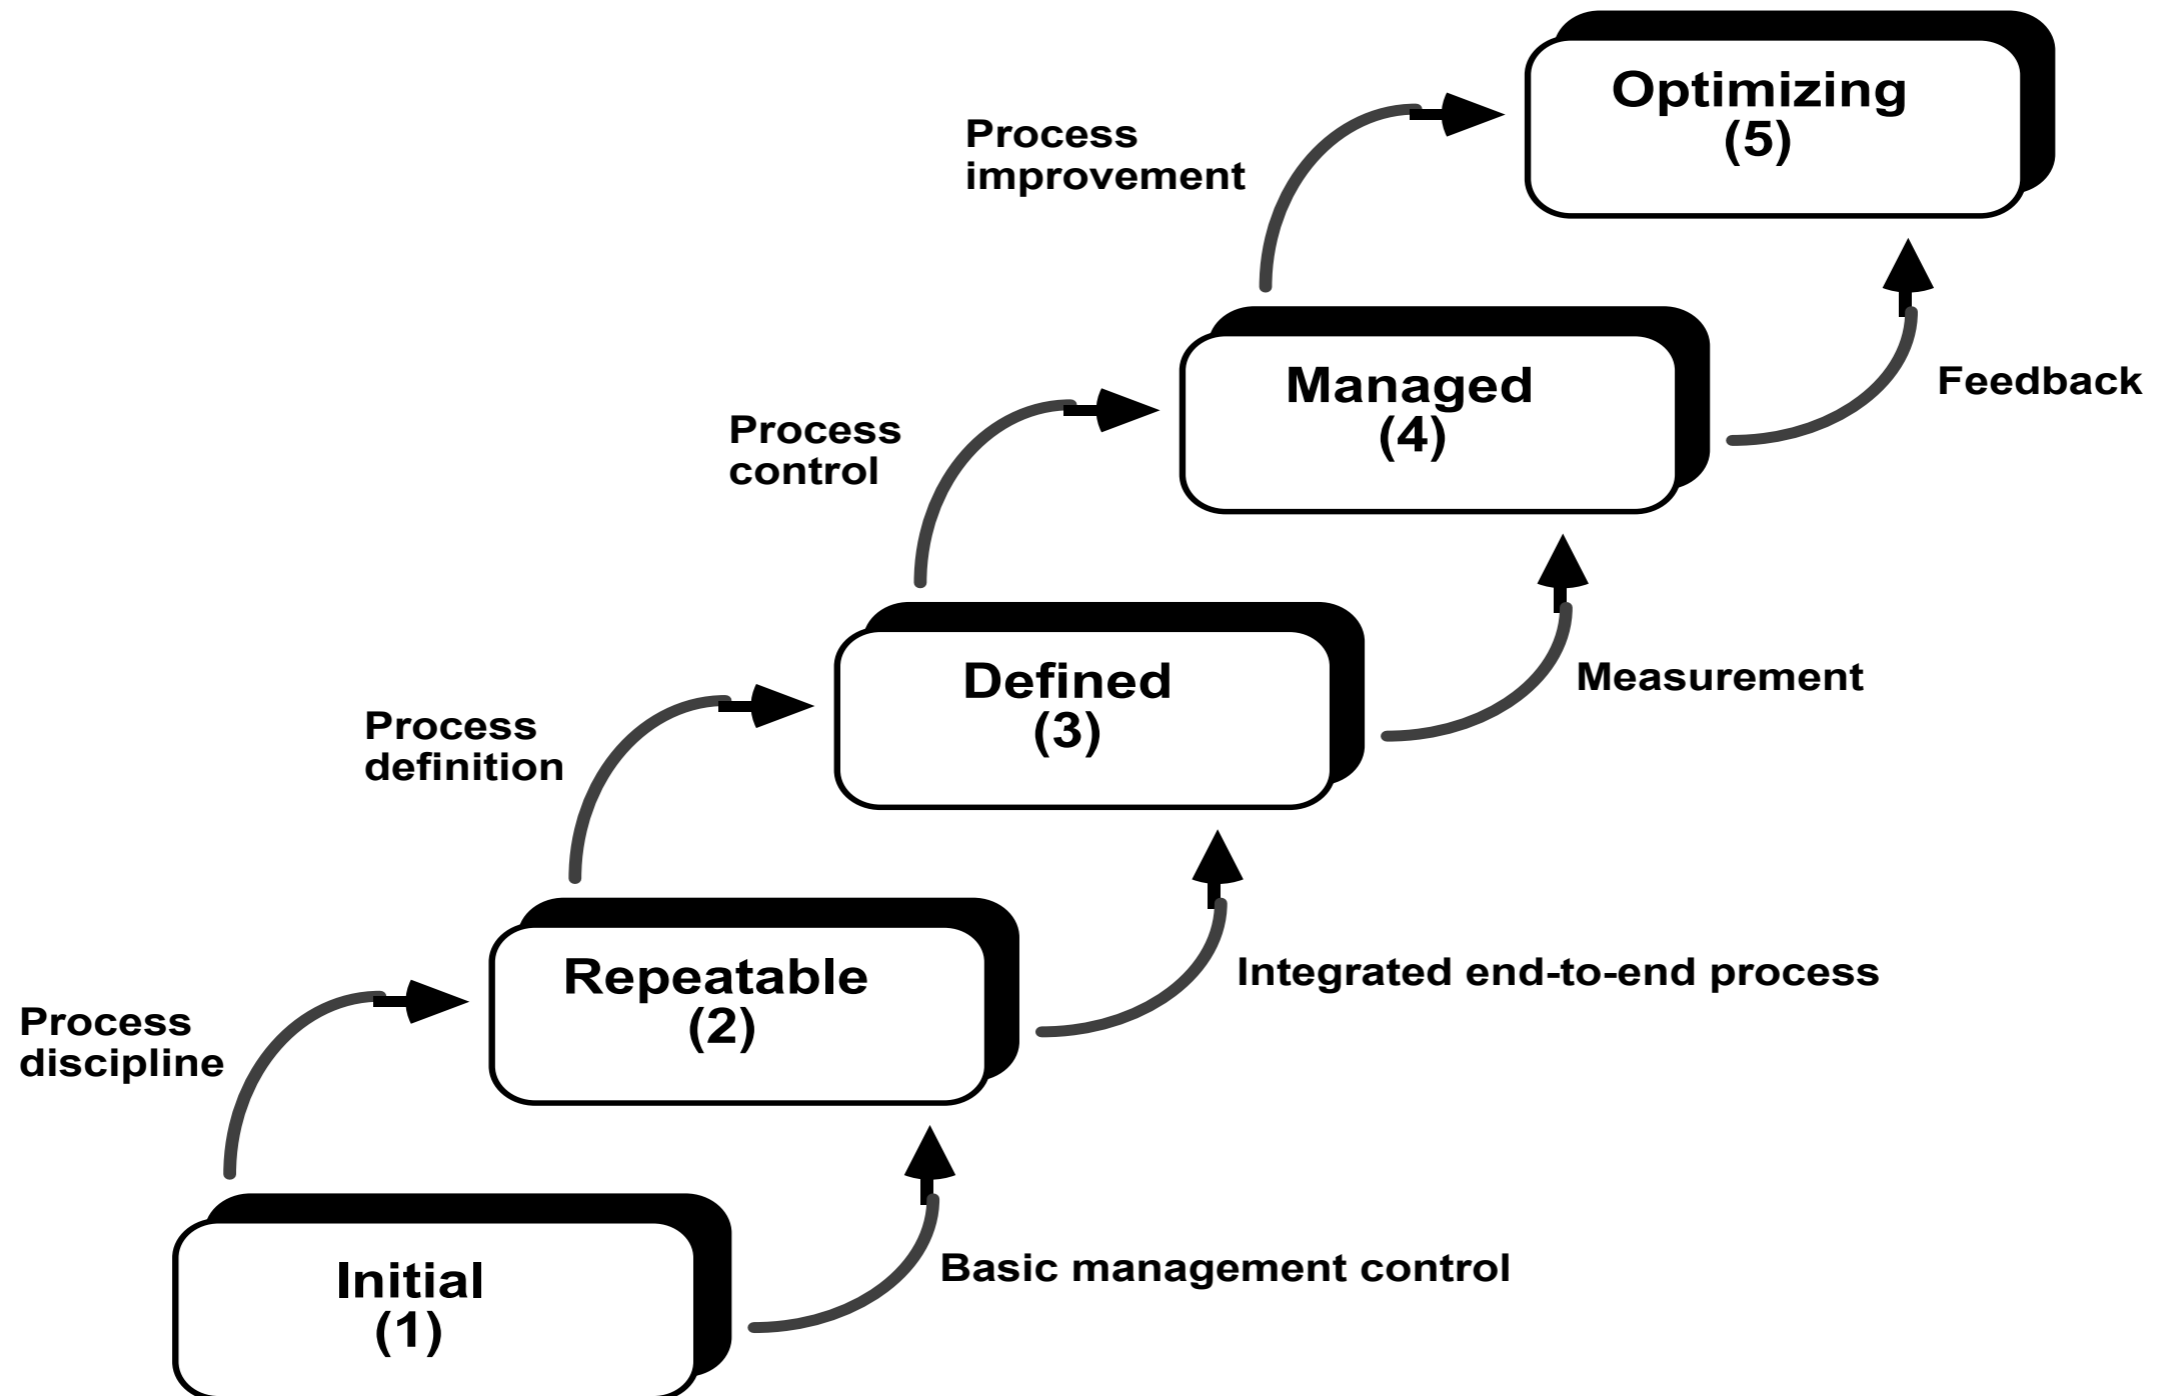 Optimizing
(5)
Process
improvement
Managed
(4)
Feedback
Process
control
Defined
(3)
Measurement
Process
definition
Repeatable
(2)
Integrated end-to-end process
Process
discipline
Initial
(1)
Basic management control